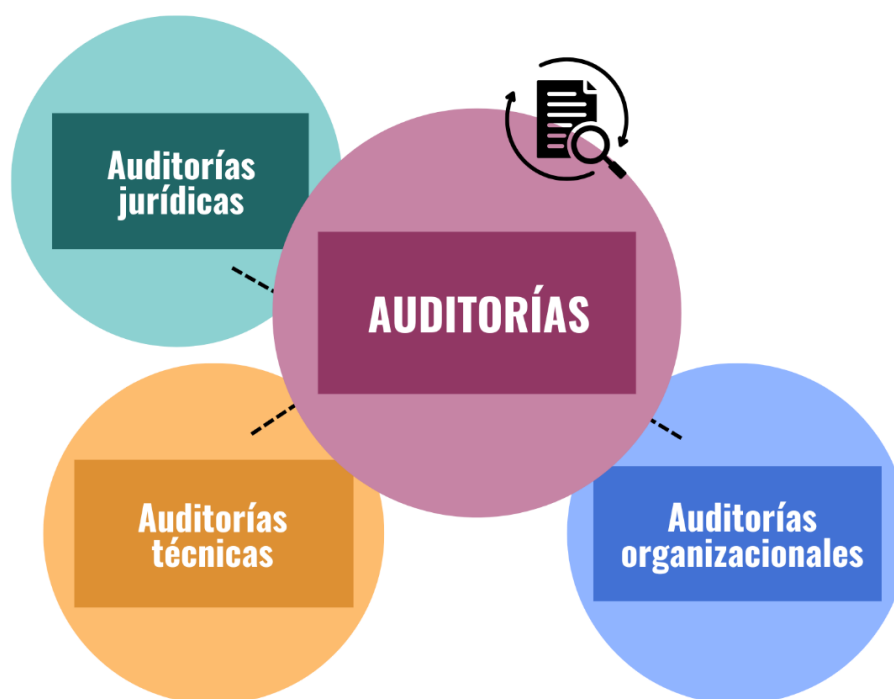 Auditorías
jurídicas
AUDITORÍAS
Auditorías
técnicas
Auditorías
organizacionales